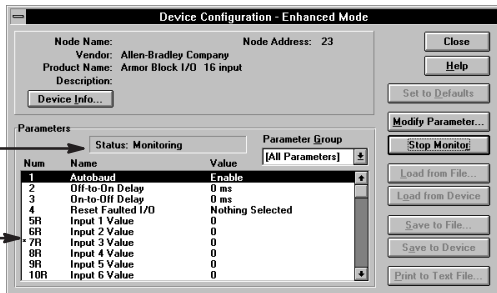 Device Configuration - Enhanced Mode
Node Name: Node Address: 23
Vendor: Allen-Bradley Company
Product Name: Armor Block I/O 16 input
Description:
Device Info...
Close
Help
Set to Defaults
Modify Parameter...
Stop Monitor
Load from File...
Load from Device
Save to File...
Save to Device
Print to Text File...
Parameters
Status: Monitoring
Parameter Group
[All Parameters]
Num Name Value
1 Autobaud Enable
2 Off-to-On Delay 0 ms
3 On-to-Off Delay 0 ms
4 Reset Faulted I/O Nothing Selected
5R Input 1 Value 0
6R Input 2 Value 0
* 7R Input 3 Value 0
8R Input 4 Value 0
9R Input 5 Value 0
10R Input 6 Value 0